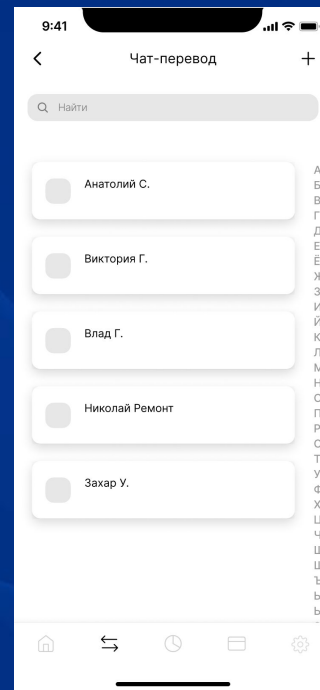 9:41
Чат-перевод
Найти
Анатолий С.
Виктория Г.
Влад Г.
Николай Ремонт
Захар У.
А
Б
В
Г
Д
Е
Ё
Ж
З
И
Й
К
Л
М
Н
О
П
Р
С
Т
У
Ф
Х
Ц
Ч
Ш
Щ
Ъ